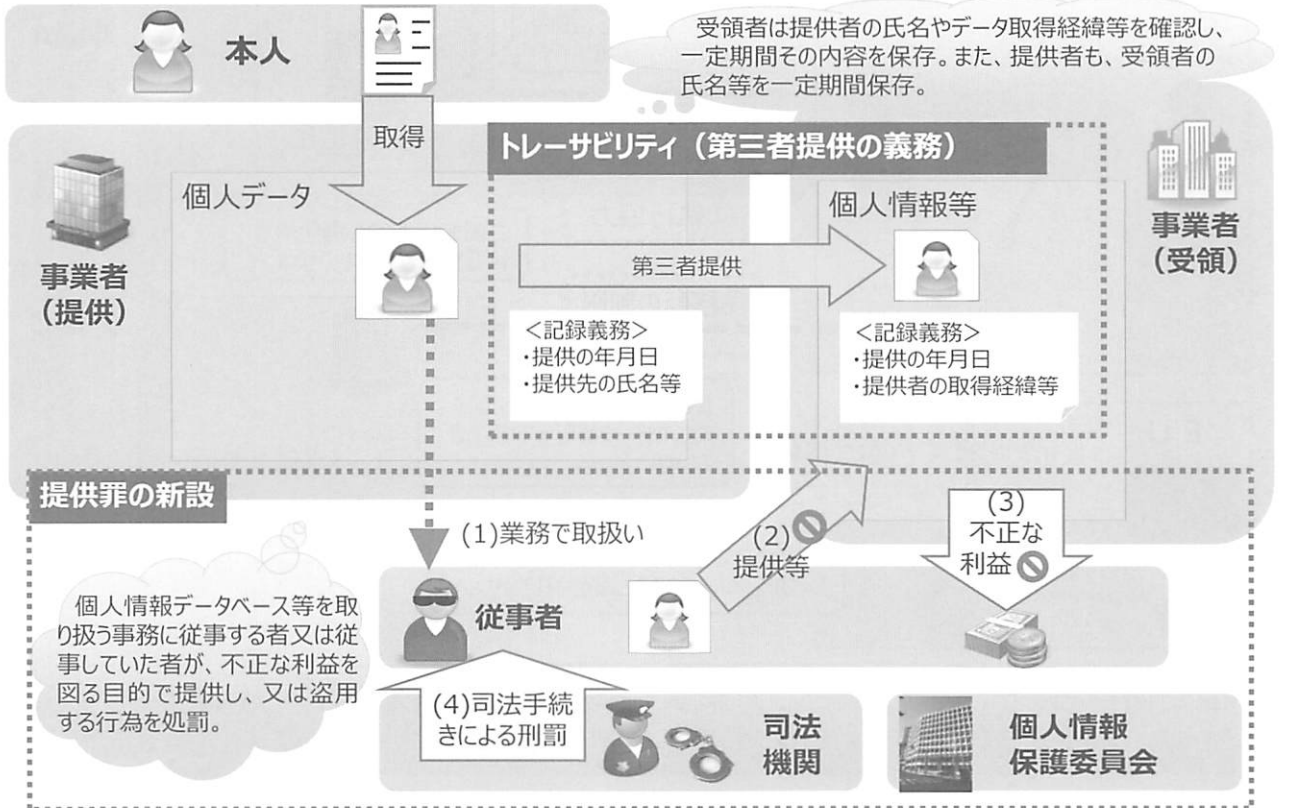 本人
受領者は提供者の氏名やデータ取得経緯等を確認し、
一定期間その内容を保存。また、提供者も、受領者の
氏名等を一定期間保存。
取得
トレーサビリティ（第三者提供の義務）
個人データ
個人情報等
事業者
（提供）
事業者
（受領）
第三者提供
＜記録義務＞
・提供の年月日
・提供先の氏名等
＜記録義務＞
・提供の年月日
・提供者の取得経緯等
提供罪の新設
(1)業務で取扱い
(2)
提供等
(3)
不正な
利益
個人情報データベース等を取
り扱う事務に従事する者又は従
事していた者が、不正な利益を
図る目的で提供し、又は盗用
する行為を処罰。
従事者
(4)司法手続
きによる刑罰
司法
機関
個人情報
保護委員会